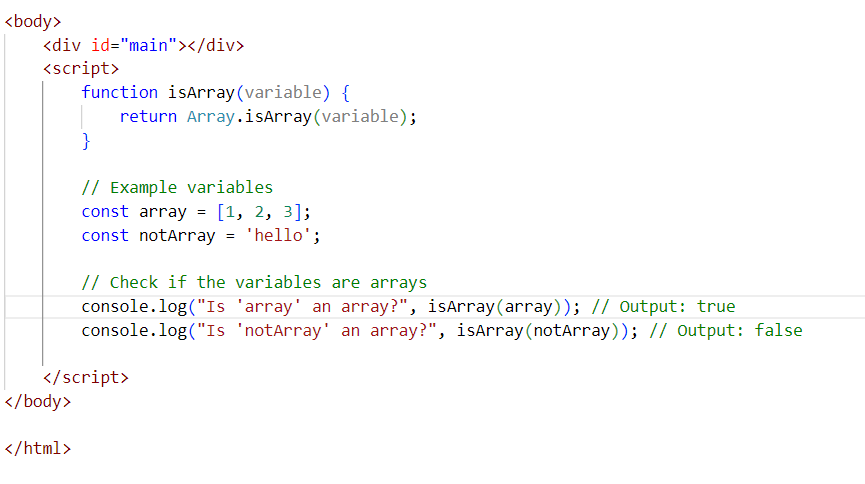 <body>
    <div id="main"></div>
    <script>
        function isArray(variable) {
            return Array.isArray(variable);
        }
        // Example variables
        const array = [1, 2, 3];
        const notArray = 'hello';
        // Check if the variables are arrays
        console.log("Is 'array' an array?", isArray(array)); // Output: true
        console.log("Is 'notArray' an array?", isArray(notArray)); // Output: false
    </script>
</body>
</html>